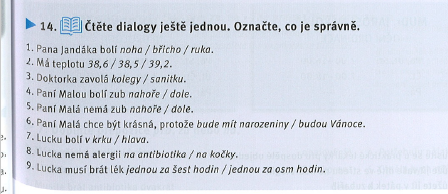 14. Čtěte dialogy ještě jednou. Označte, co je správně.
1. Pana Jandáka bolí noha / břicho / ruka.
2. Má teplotu 38,6 / 38,5 / 39,2.
3. Doktorka zavolá kolegy / sanitku.
4. Paní Malou bolí zub nahoře / dole.
5. Paní Malá nemá zub nahoře / dole.
6. Paní Malá chce být krásná, protože bude mít narozeniny / budou Vánoce.
7. Lucku bolí v krku / hlava.
8. Lucka nemá alergii na antibiotika / na kočky.
9. Lucka musí brát lék jednou za šest hodin / jednou za osm hodin.